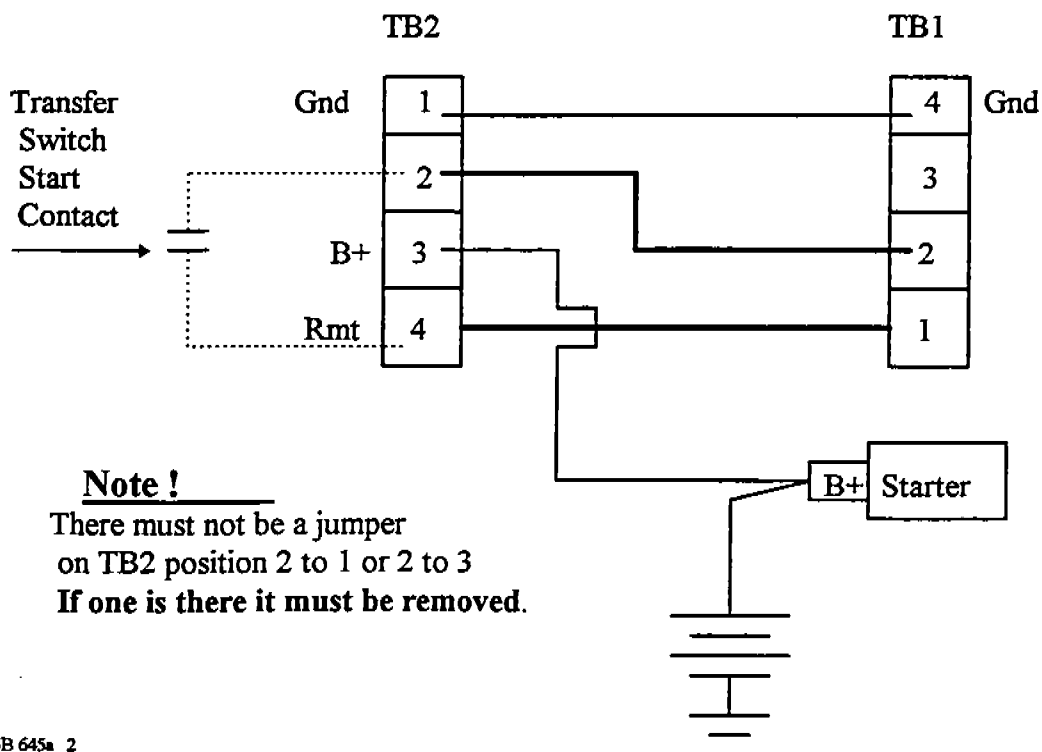 TB2
TB1
Transfer
Switch
Start
Contact
Gnd
1
2
B+
3
Rmt
4
4
Gnd
3
2
1
B+
Starter
Note !
There must not be a jumper
on TB2 position 2 to 1 or 2 to 3
If one is there it must be removed.
B 645a 2